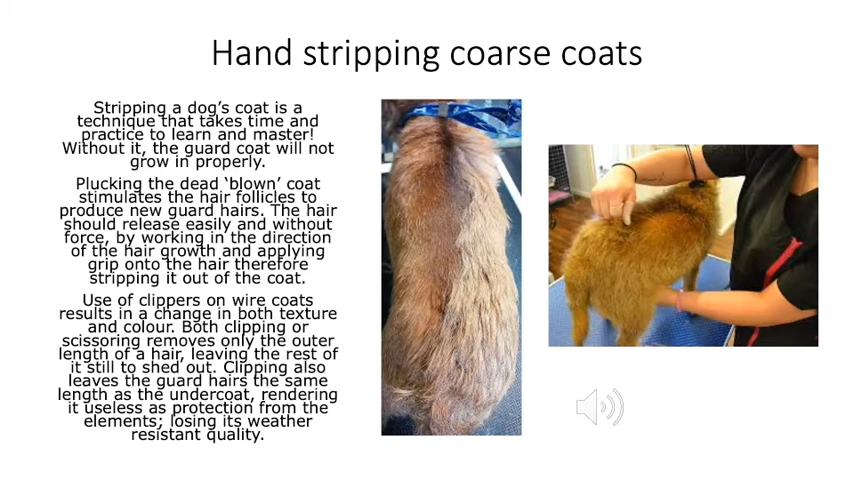 Hand stripping coarse coats
Stripping a dog's coat is a
technique that takes time and
practice to learn and master!
Without it, the guard coat will not
grow in properly.
Plucking the dead 'blown' coat
stimulates the hair follicles to
produce new guard hairs. The hair
should release easily and without
force, by working in the direction
of the hair growth and applying
grip onto the hair therefore
stripping it out of the coat.
Use of clippers on wire coats
results in a change in both texture
and colour. Both clipping or
scissoring removes only the outer
length of a hair, leaving the rest of
it still to shed out. Clipping also
leaves the guard hairs the same
length as the undercoat, rendering
it useless as protection from the
elements; losing its weather
resistant quality.